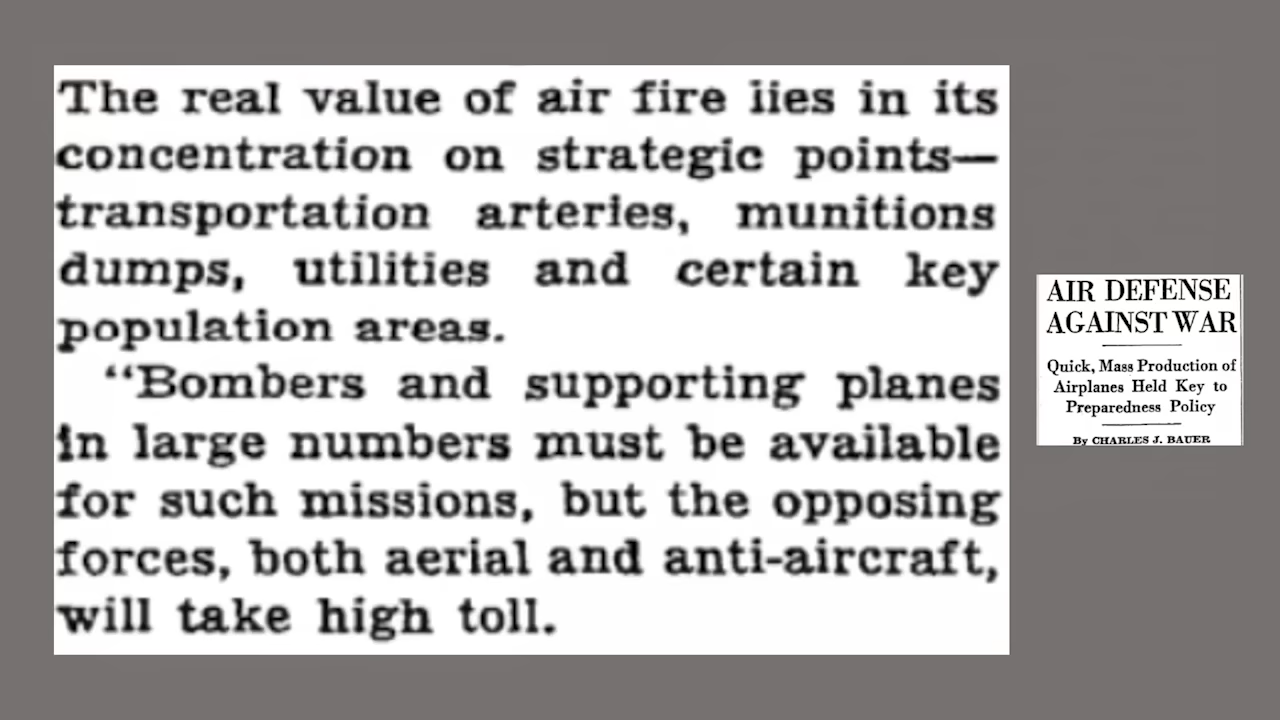 The real value of air fire lies in its
concentration on strategic points—
transportation arteries, munitions
dumps, utilities and certain key
population areas.
“Bombers and supporting planes
in large numbers must be available
for such missions, but the opposing
forces, both aerial and anti-aircraft,
will take high toll.
AIR DEFENSE
AGAINST WAR
Quick, Mass Production of
Airplanes Held Key to
Preparedness Policy
By CHARLES J. BAUER